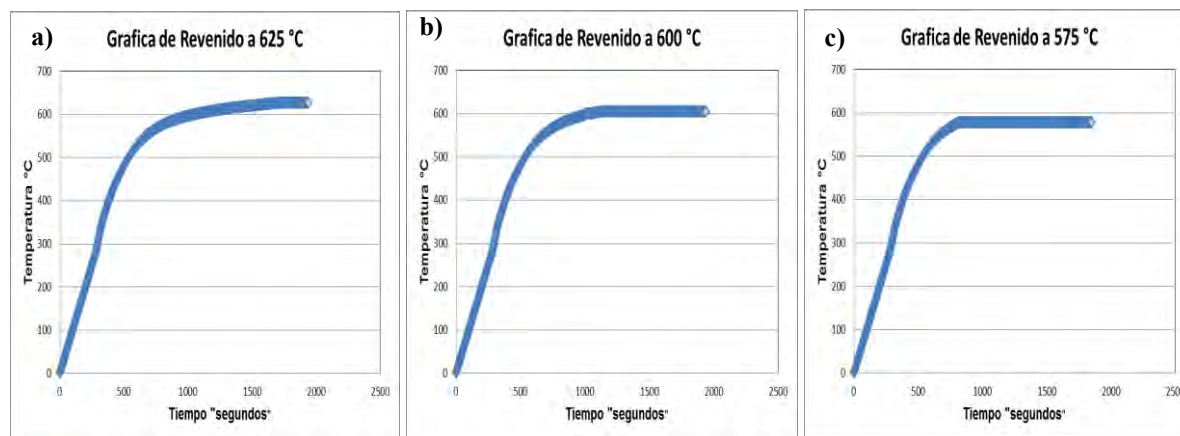 a)
Grafica de Revenido a 625 °C
700
600
500
400
300
200
100
0
Temperatura °C
0 500 1000 1500 2000 2500
Tiempo "segundos"
b)
Grafica de Revenido a 600 °C
700
600
500
400
300
200
100
0
Temperatura °C
0 500 1000 1500 2000 2500
Tiempo "segundos"
c)
Grafica de Revenido a 575 °C
700
600
500
400
300
200
100
0
Temperatura °C
0 500 1000 1500 2000 250
Tiempo "segundos"